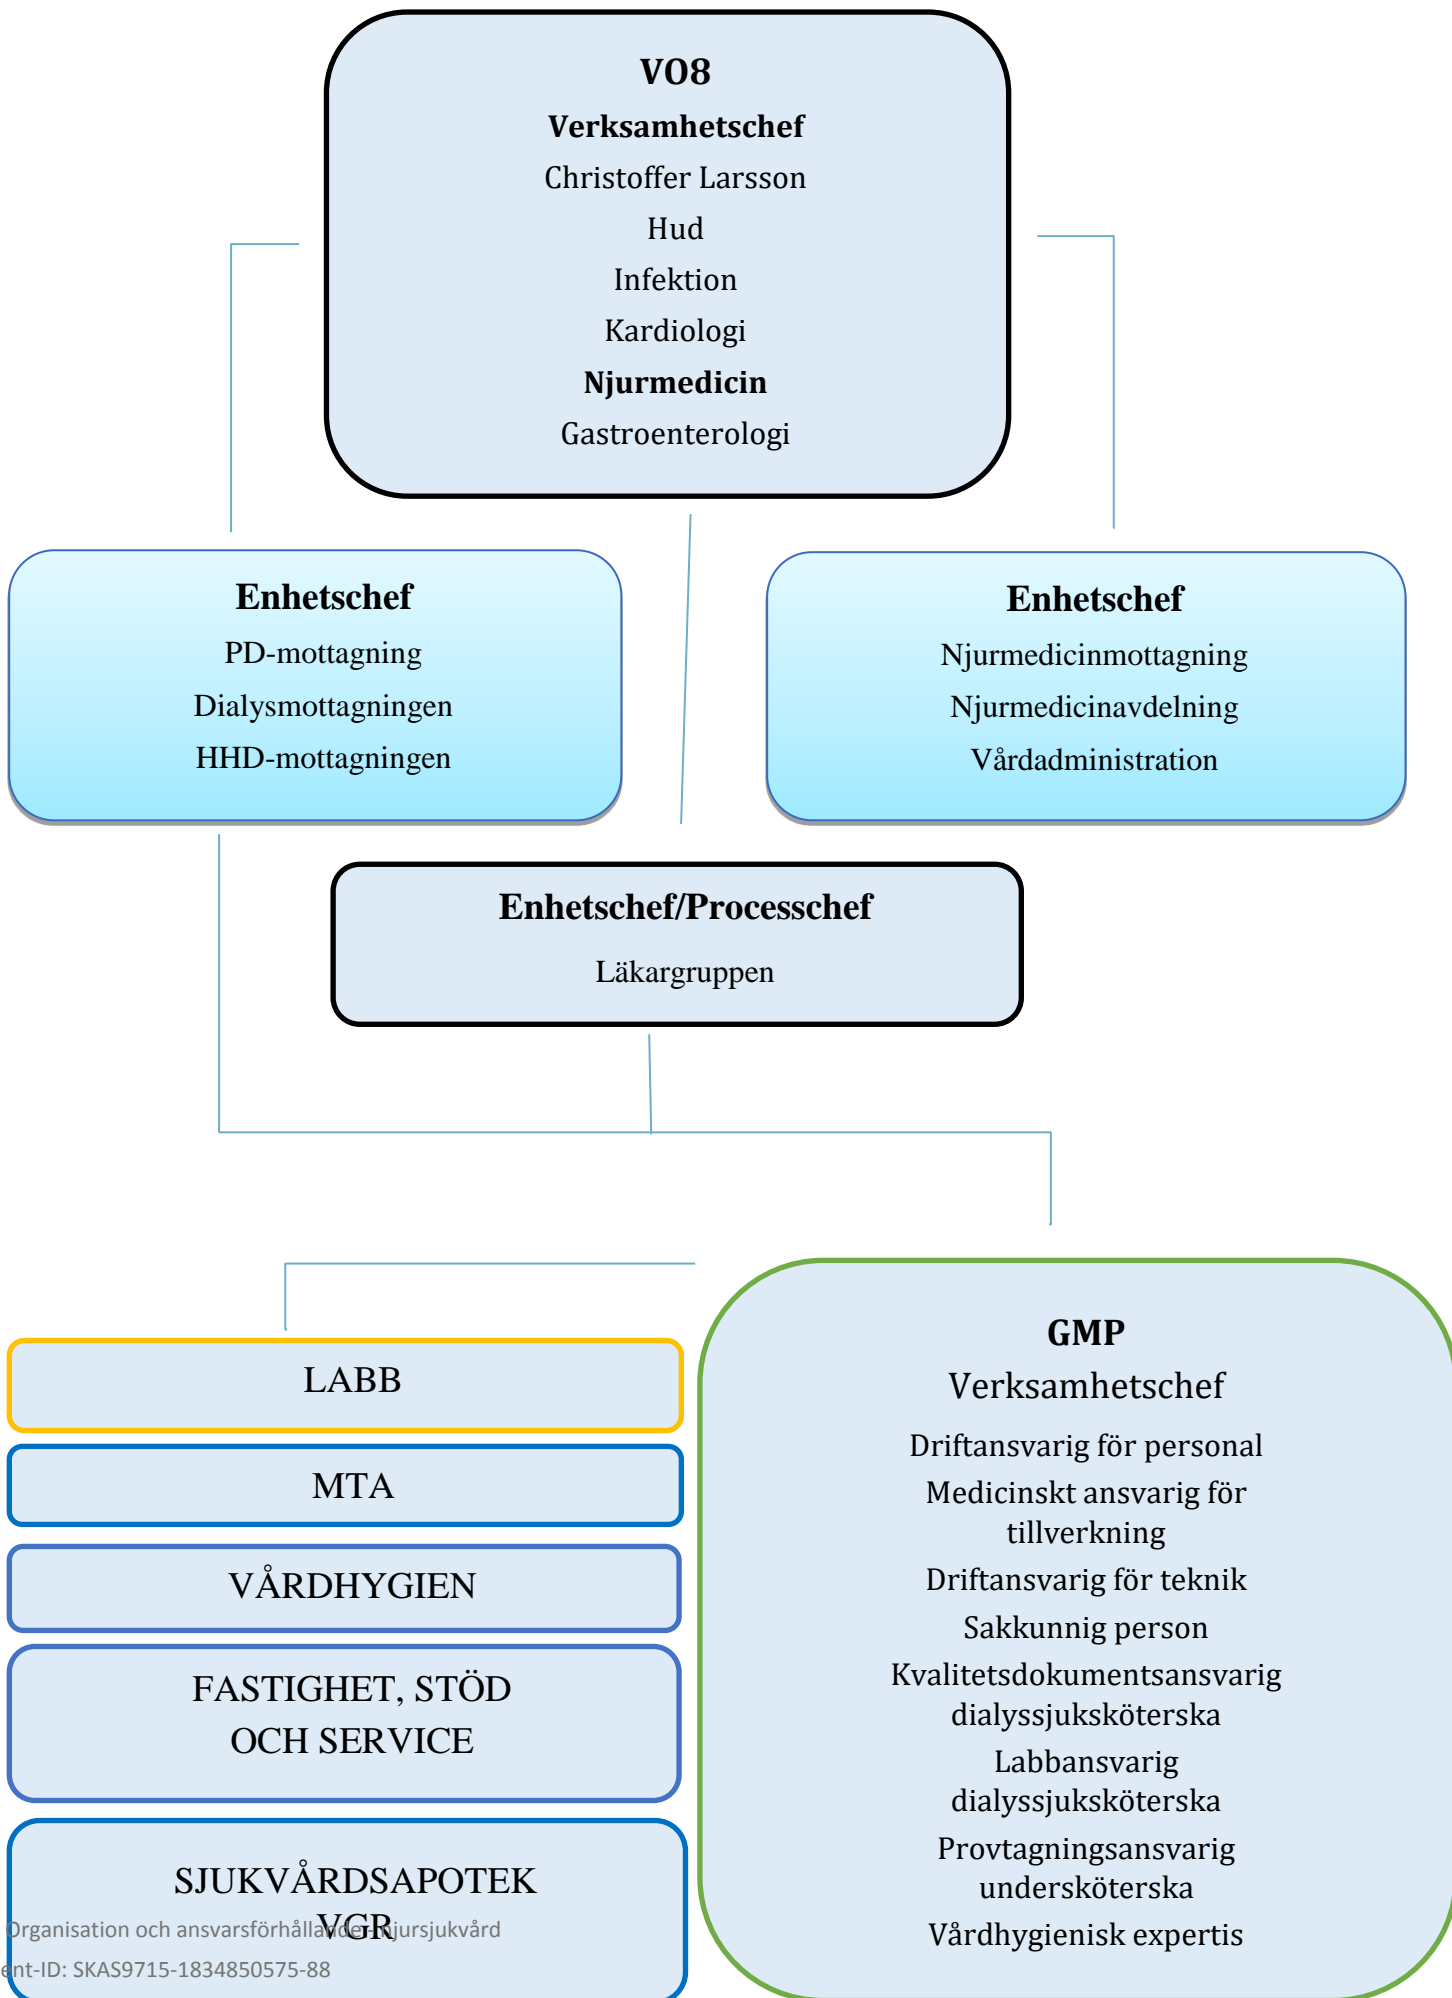 VO8
Verksamhetschef
Christoffer Larsson
Hud
Infektion
Kardiologi
Njurmedicin
Gastroenterologi
Enhetschef
PD-mottagning
Dialysmottagningen
HHD-mottagningen
Enhetschef
Njurmedicinmottagning
Njurmedicinavdelning
Vårdadministration
Enhetschef/Processchef
Läkargruppen
LABB
MTA
VÅRDHYGIEN
FASTIGHET, STÖD
OCH SERVICE
SJUKVÅRDSAPOTEK
VGR
GMP
Verksamhetschef
Driftansvarig för personal
Medicinskt ansvarig för
tillverkning
Driftansvarig för teknik
Sakkunnig person
Kvalitetsdokumentsansvarig
dialyssjuksköterska
Labbansvarig
dialyssjuksköterska
Provtagningsansvarig
undersköterska
Vårdhygienisk expertis
Organisation och ansvarsförhållande - njursjukvård
ent-ID: SKAS9715-1834850575-88